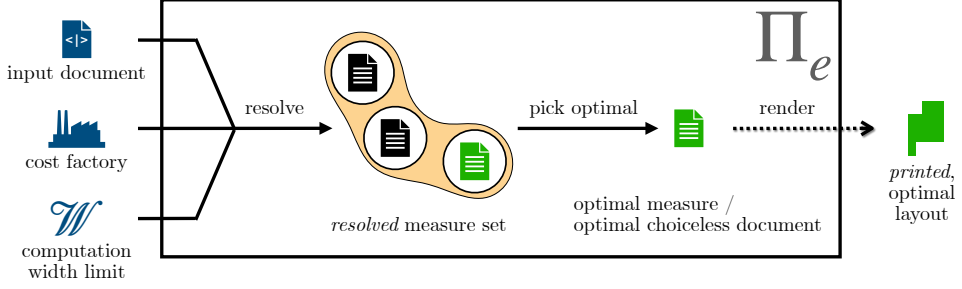 Πe
<|>
input document
cost factory
𝒲
computation
width limit
resolve
resolved measure set
pick optimal
optimal measure /
optimal choiceless document
render
printed,
optimal
layout